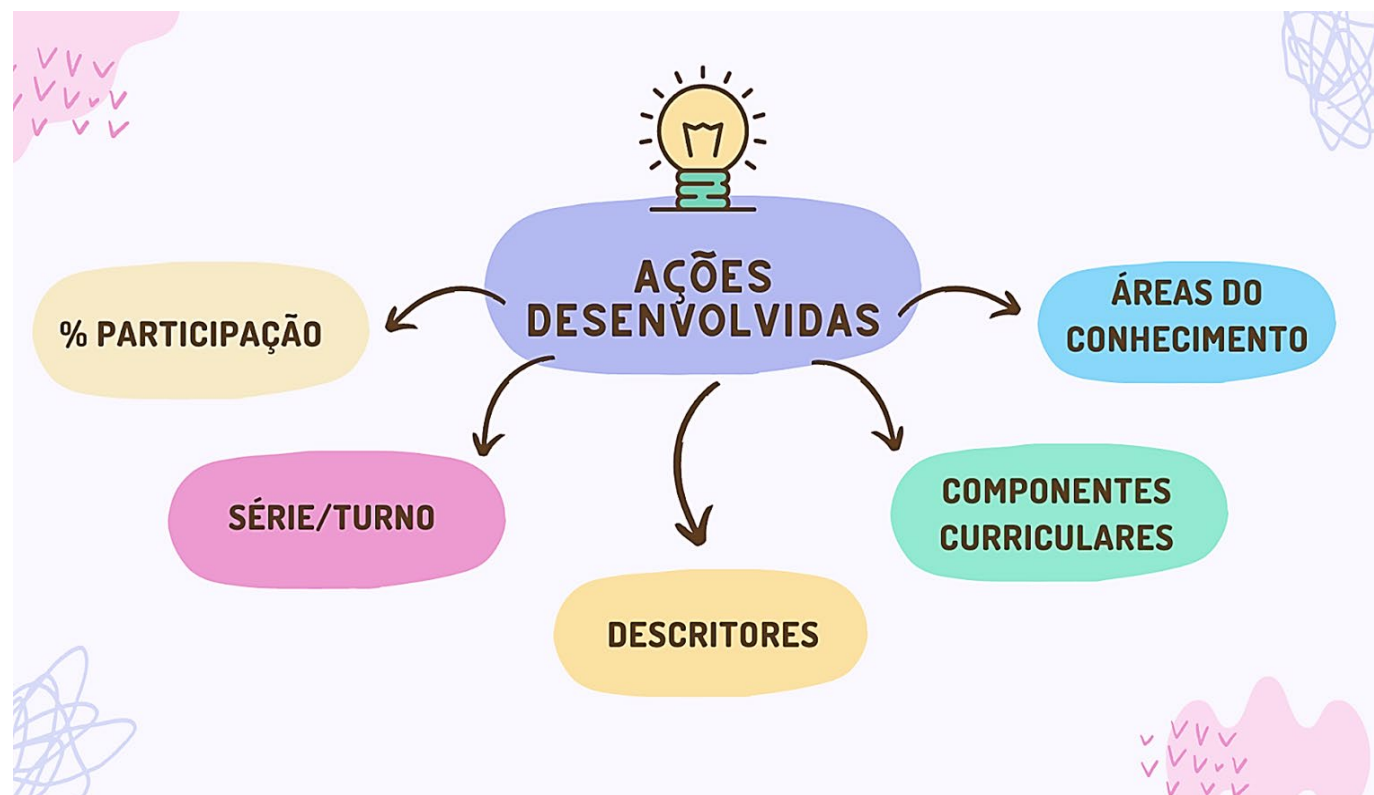 AÇÕES
DESENVOLVIDAS
% PARTICIPAÇÃO
ÁREAS DO
CONHECIMENTO
SÉRIE/TURNO
COMPONENTES
CURRICULARES
DESCRITORES